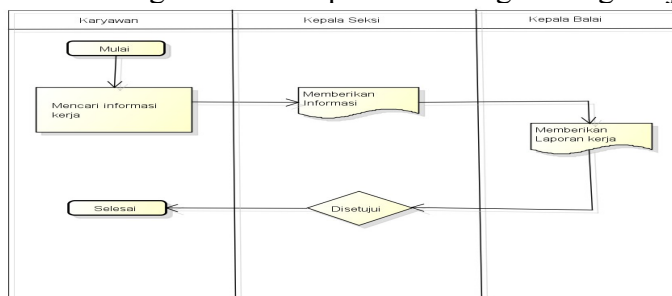 Karyawan
Kepala Seksi
Kepala Balai
Mulai
Mencari informasi
kerja
Memberikan
Informasi
Memberikan
Laporan kerja
Selesai
Disetujui